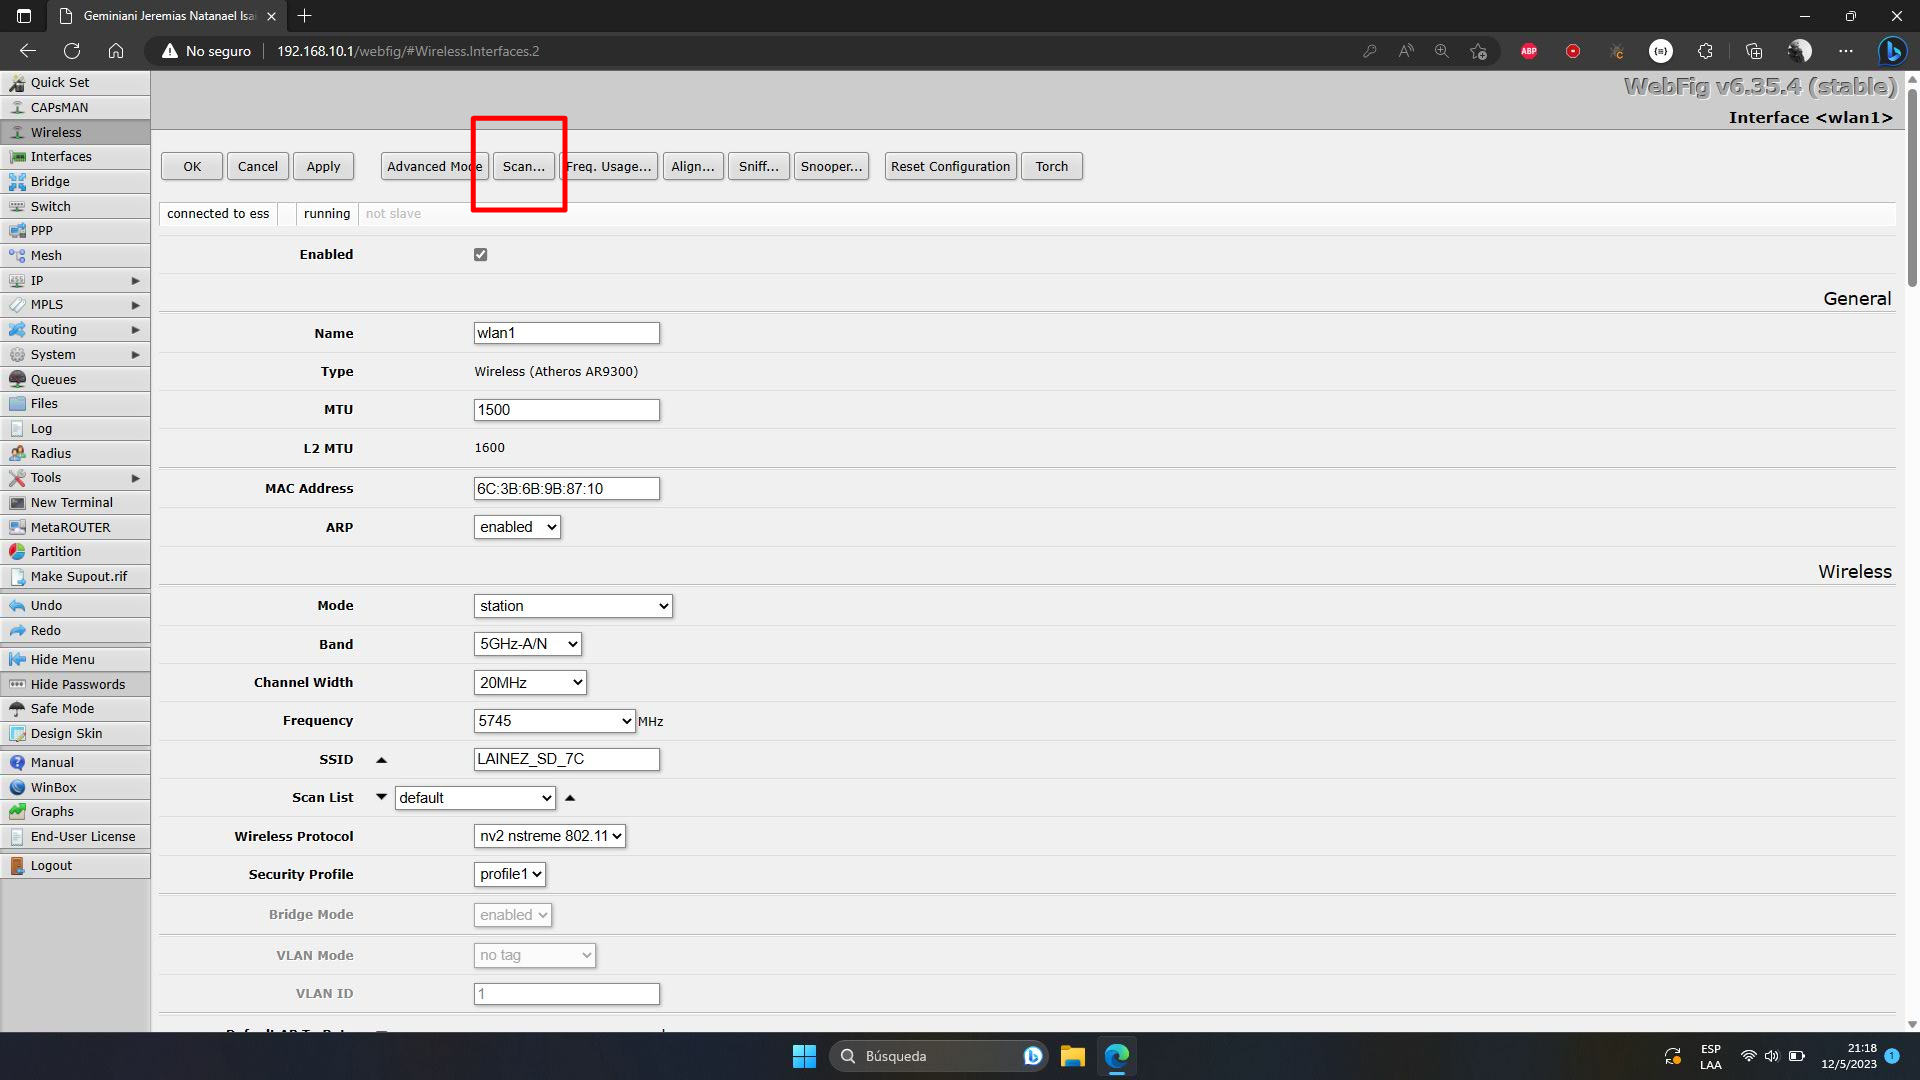 Geminiani Jeremias Natanael Isai
No seguro
192.168.10.1/webfig/#Wireless.Interfaces.2
ABP
Quick Set
CAPsMAN
Wireless
Interfaces
Bridge
Switch
PPP
Mesh
IP
MPLS
Routing
System
Queues
Files
Log
Radius
Tools
New Terminal
MetaROUTER
Partition
Make Supout.rif
Undo
Redo
Hide Menu
Hide Passwords
Safe Mode
Design Skin
Manual
WinBox
Graphs
End-User License
Logout
WebFig v6.35.4 (stable)
Interface <wlan1>
OK Cancel Apply Advanced Mode Scan... Freq. Usage... Align... Sniff... Snooper... Reset Configuration Torch
connected to ess running not slave
Enabled
General
Name wlan1
Type Wireless (Atheros AR9300)
MTU 1500
L2 MTU 1600
MAC Address 6C:3B:6B:9B:87:10
ARP enabled
Wireless
Mode station
Band 5GHz-A/N
Channel Width 20MHz
Frequency 5745 MHz
SSID LAINEZ_SD_7C
Scan List default
Wireless Protocol nv2 nstreme 802.11
Security Profile profile1
Bridge Mode enabled
VLAN Mode no tag
VLAN ID 1
Búsqueda
ESP
LAA
21:18
12/5/2023
1